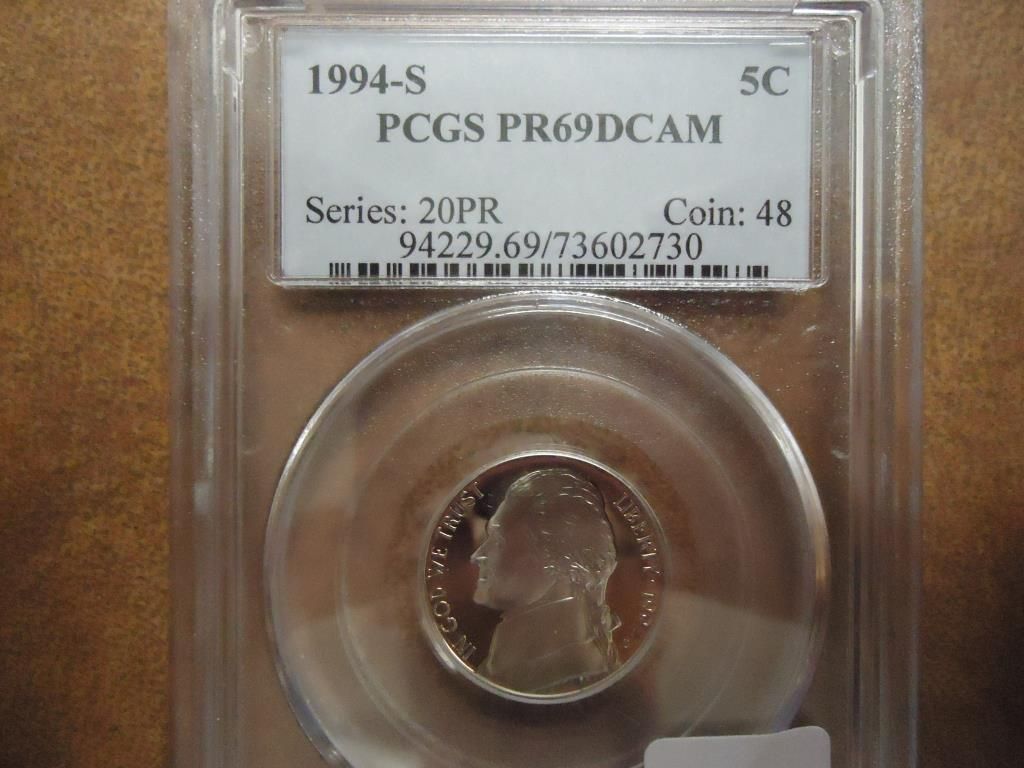 1994-S 5C
PCGS PR69DCAM
Series: 20PR Coin: 48
94229.69/73602730
IN GOD WE TRUST
LIBERTY